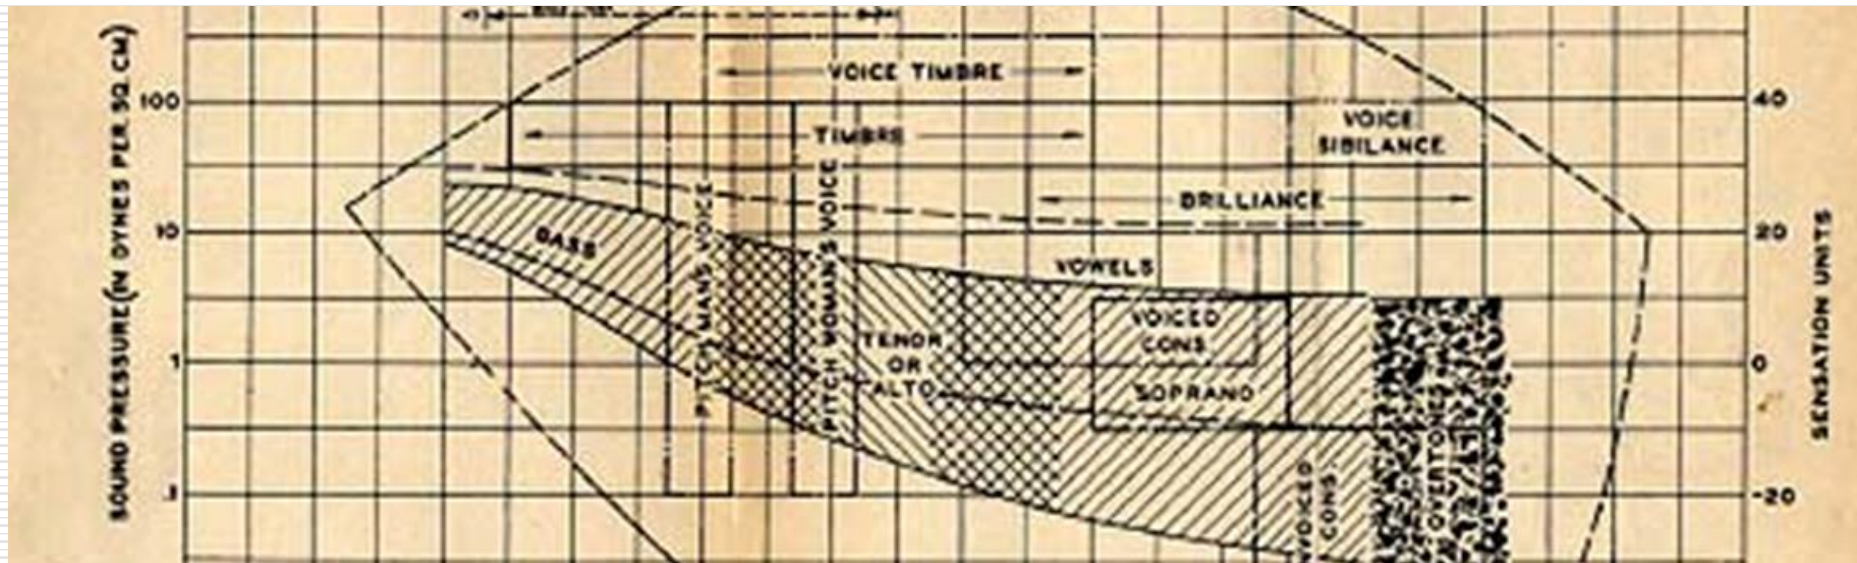 VOICE TIMBRE
100
40
TIMBRE
VOICE
SIBILANCE
BRILLIANCE
SOUND PRESSURE (IN DYNES PER SQ CM)
10
BASS
PITCH MAN'S VOICE
PITCH WOMAN'S VOICE
20
VOWELS
SENSATION UNITS
VOICED
CONS
TENOR
OR
ALTO
1
0
SOPRANO
.1
VOICED
CONS.
OVERTONES
-20